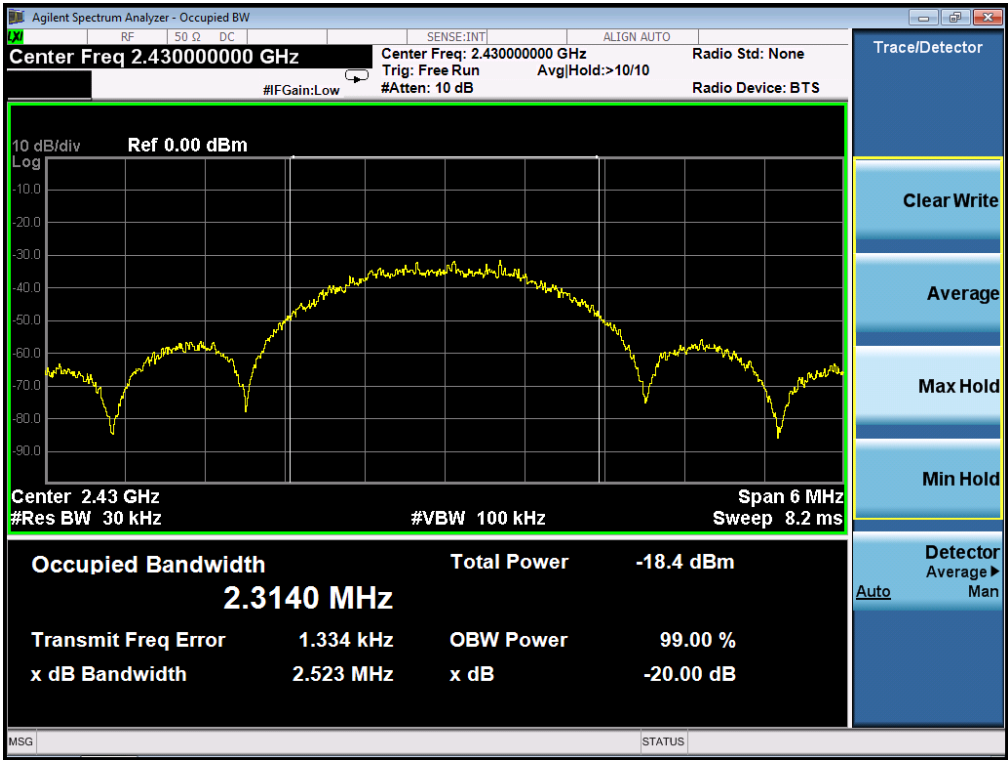 Agilent Spectrum Analyzer - Occupied BW
LXI RF 50 Ω DC SENSE:INT ALIGN AUTO
Center Freq 2.430000000 GHz
Center Freq: 2.430000000 GHz Radio Std: None
Trig: Free Run Avg|Hold:>10/10
#IFGain:Low #Atten: 10 dB Radio Device: BTS
Trace/Detector
10 dB/div Ref 0.00 dBm
Log
-10.0
-20.0
-30.0
-40.0
-50.0
-60.0
-70.0
-80.0
-90.0
Center 2.43 GHz Span 6 MHz
#Res BW 30 kHz #VBW 100 kHz Sweep 8.2 ms
Occupied Bandwidth Total Power -18.4 dBm
2.3140 MHz
Transmit Freq Error 1.334 kHz OBW Power 99.00 %
x dB Bandwidth 2.523 MHz x dB -20.00 dB
Clear Write
Average
Max Hold
Min Hold
Detector
Average▶
Auto Man
MSG STATUS